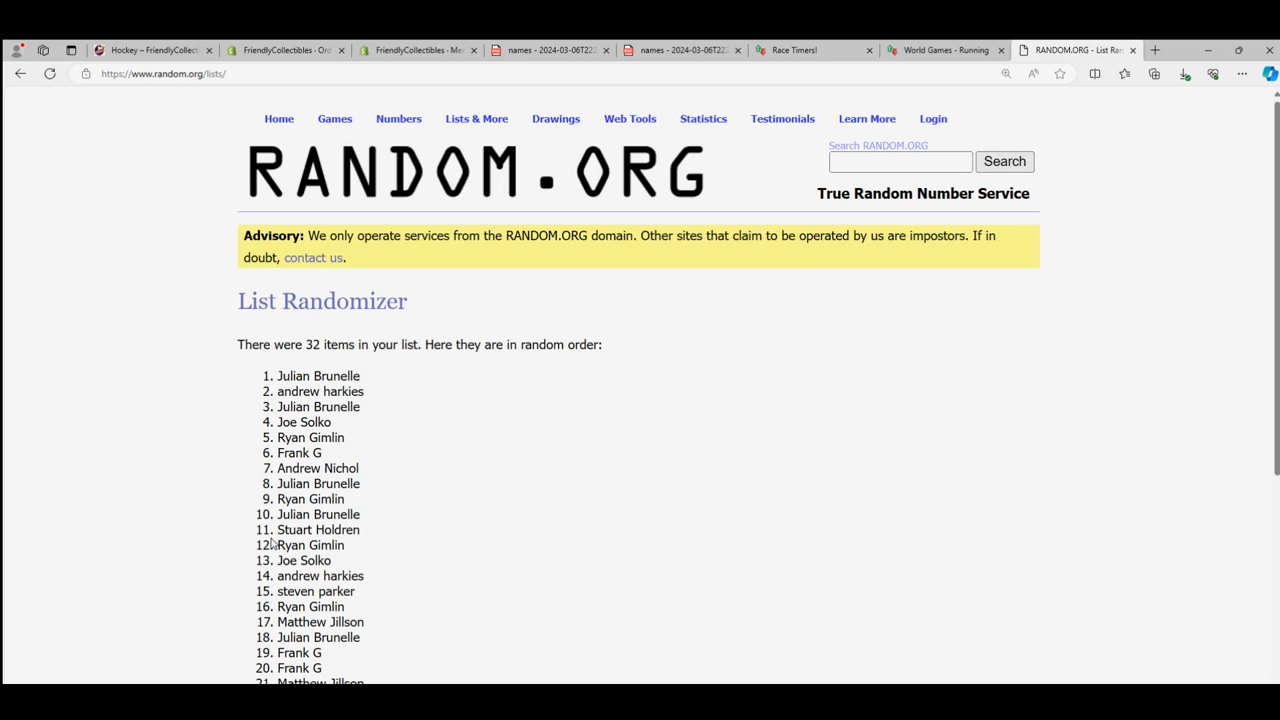 Hockey – FriendlyCollect
FriendlyCollectibles - Ord
FriendlyCollectibles - Me
names - 2024-03-06T222
names - 2024-03-06T222
Race Timers!
World Games - Running
RANDOM.ORG - List Ran
https://www.random.org/lists/
Home Games Numbers Lists & More Drawings Web Tools Statistics Testimonials Learn More Login
RANDOM.ORG
Search RANDOM.ORG
Search
True Random Number Service
Advisory: We only operate services from the RANDOM.ORG domain. Other sites that claim to be operated by us are impostors. If in
doubt, contact us.
List Randomizer
There were 32 items in your list. Here they are in random order:
1. Julian Brunelle
2. andrew harkies
3. Julian Brunelle
4. Joe Solko
5. Ryan Gimlin
6. Frank G
7. Andrew Nichol
8. Julian Brunelle
9. Ryan Gimlin
10. Julian Brunelle
11. Stuart Holdren
12. Ryan Gimlin
13. Joe Solko
14. andrew harkies
15. steven parker
16. Ryan Gimlin
17. Matthew Jillson
18. Julian Brunelle
19. Frank G
20. Frank G
21. Matthew Jillson